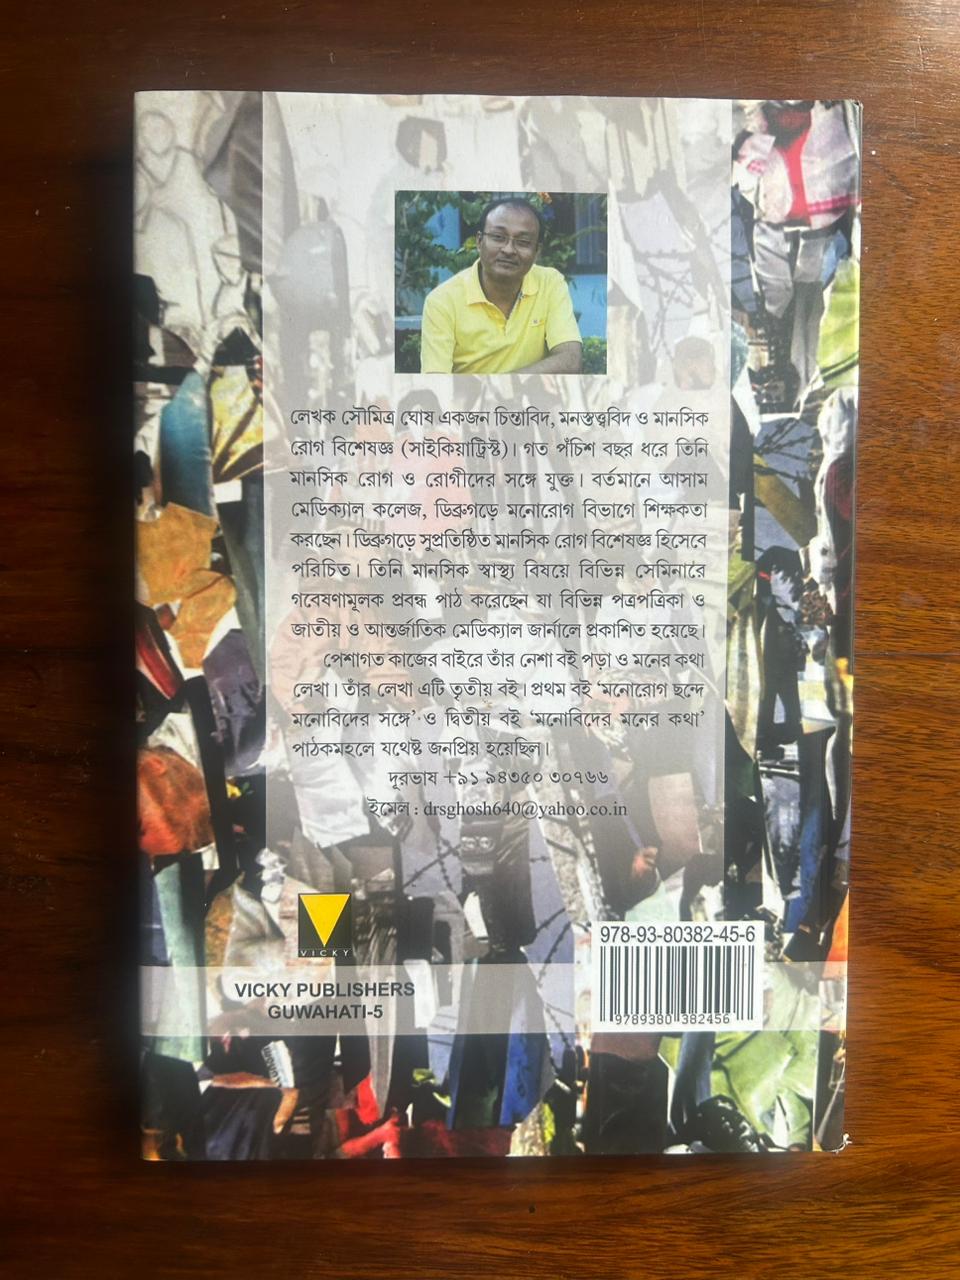 লেখক সৌমিত্র ঘোষ একজন চিন্তাবিদ, মনস্তত্ত্ববিদ ও মানসিক
রোগ বিশেষজ্ঞ (সাইকিয়াট্রিস্ট)। গত পঁচিশ বছর ধরে তিনি
মানসিক রোগ ও রোগীদের সঙ্গে যুক্ত। বর্তমানে আসাম
মেডিক্যাল কলেজ, ডিব্রুগড়ে মনোরোগ বিভাগে শিক্ষকতা
করছেন। ডিব্রুগড়ে সুপ্রতিষ্ঠিত মানসিক রোগ বিশেষজ্ঞ হিসেবে
পরিচিত। তিনি মানসিক স্বাস্থ্য বিষয়ে বিভিন্ন সেমিনারে
গবেষণামূলক প্রবন্ধ পাঠ করেছেন যা বিভিন্ন পত্রপত্রিকা ও
জাতীয় ও আন্তর্জাতিক মেডিক্যাল জার্নালে প্রকাশিত হয়েছে।
পেশাগত কাজের বাইরে তাঁর নেশা বই পড়া ও মনের কথা
লেখা। তাঁর লেখা এটি তৃতীয় বই। প্রথম বই ‘মনোরোগ ছন্দে
মনোবিদের সঙ্গে’ ও দ্বিতীয় বই ‘মনোবিদের মনের কথা’
পাঠকমহলে যথেষ্ট জনপ্রিয় হয়েছিল।
দূরভাষ +৯১ ৯৪৩৫০ ৩০৭৬৬
ইমেল : drsghosh640@yahoo.co.in
VICKY
VICKY PUBLISHERS
GUWAHATI-5
978-93-80382-45-6
9789380 382456